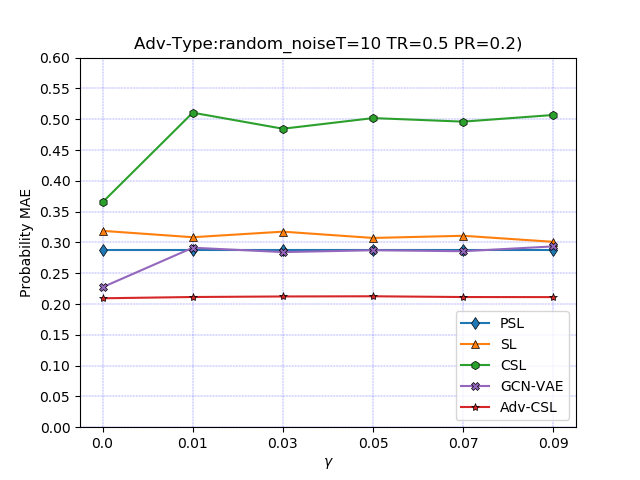 Adv-Type:random_noiseT=10 TR=0.5 PR=0.2)
Probability MAE
0.60
0.55
0.50
0.45
0.40
0.35
0.30
0.25
0.20
0.15
0.10
0.05
0.00
0.0 0.01 0.03 0.05 0.07 0.09
γ
PSL
SL
CSL
GCN-VAE
Adv-CSL